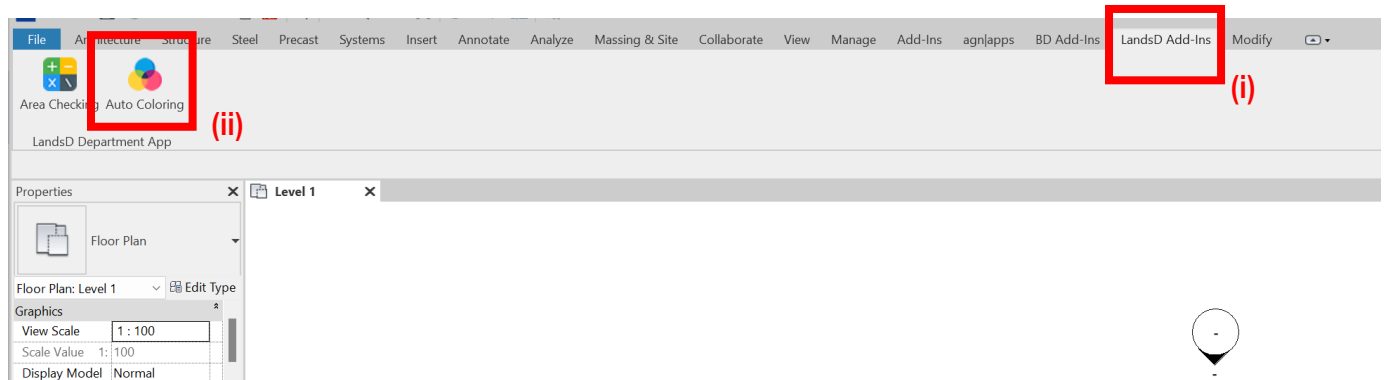 File Architecture Structure Steel Precast Systems Insert Annotate Analyze Massing & Site Collaborate View Manage Add-Ins agn|apps BD Add-Ins LandsD Add-Ins Modify
(i)
Area Checking Auto Coloring
(ii)
LandsD Department App
Properties
Level 1
Floor Plan
Floor Plan: Level 1 Edit Type
Graphics
View Scale 1 : 100
Scale Value 1: 100
Display Model Normal
-
-